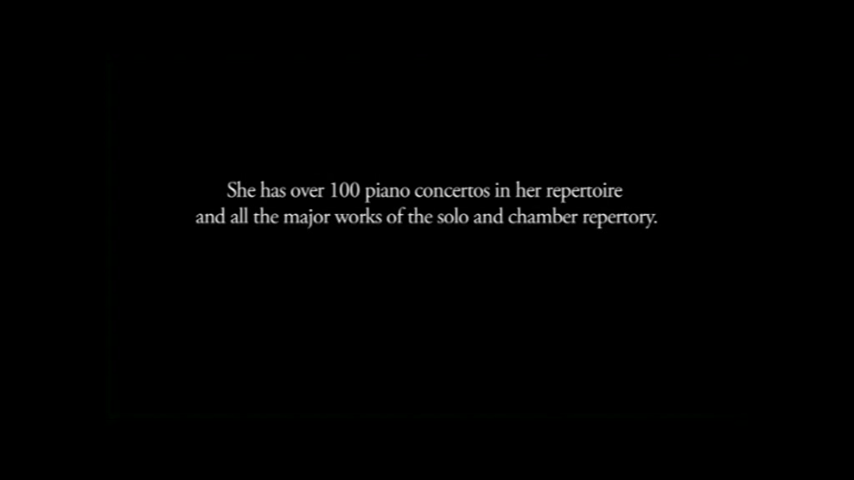 She has over 100 piano concertos in her repertoire
and all the major works of the solo and chamber repertory.